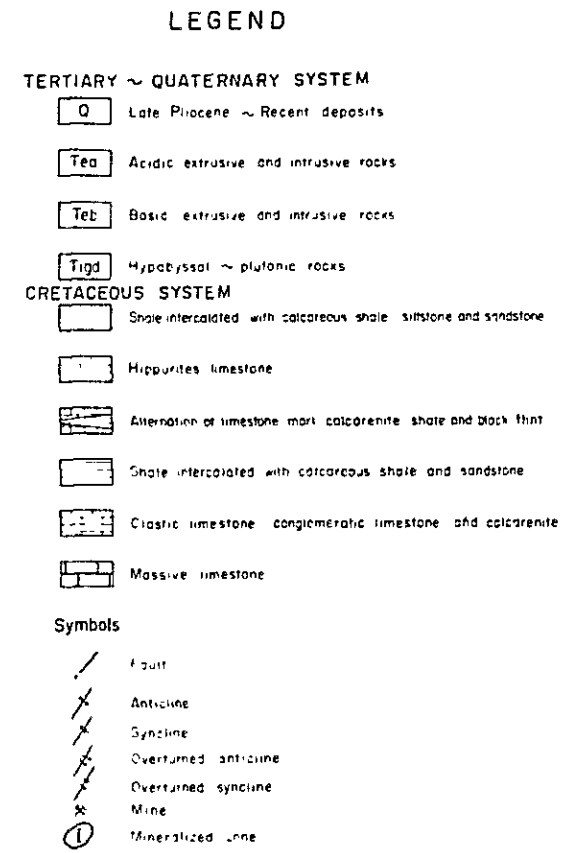 LEGEND
TERTIARY ~ QUATERNARY SYSTEM
Q Late Pliocene ~ Recent deposits
Tea Acidic extrusive and intrusive rocks
Teb Basic extrusive and intrusive rocks
Tigd Hypabyssal ~ plutonic rocks
CRETACEOUS SYSTEM
Shale intercalated with calcareous shale siltstone and sandstone
Hippurites limestone
Alternation of limestone marl calcarenite shale and black flint
Shale intercalated with calcareous shale and sandstone
Clastic limestone conglomeratic limestone and calcarenite
Massive limestone
Symbols
Fault
Anticline
Syncline
Overturned anticline
Overturned syncline
Mine
1 Mineralized zone